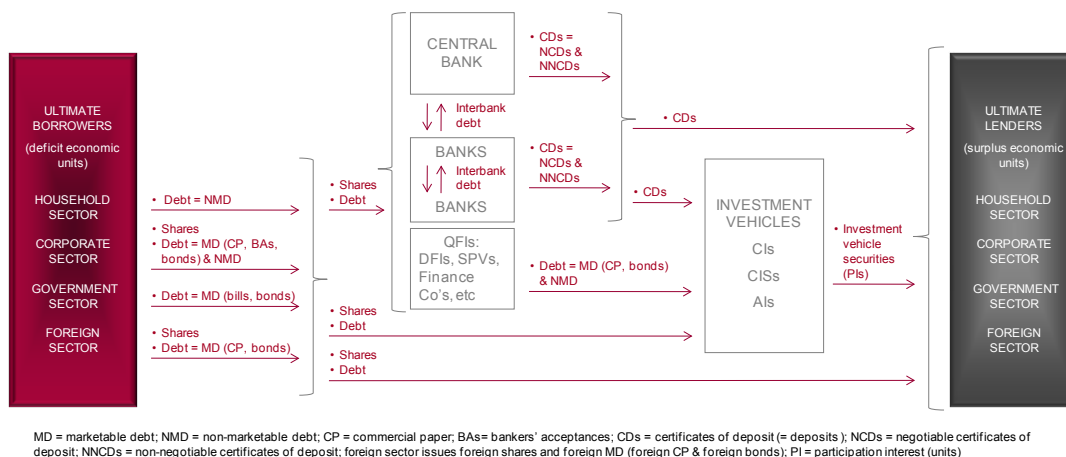 ULTIMATE
BORROWERS
(deficit economic
units)
HOUSEHOLD
SECTOR
CORPORATE
SECTOR
GOVERNMENT
SECTOR
FOREIGN
SECTOR
• Debt = NMD
• Shares
• Debt = MD (CP, BAs,
bonds) & NMD
• Debt = MD (bills, bonds)
• Shares
• Debt = MD (CP, bonds)
• Shares
• Debt
CENTRAL
BANK
Interbank
debt
BANKS
Interbank
debt
BANKS
QFIs:
DFIs, SPVs,
Finance
Co's, etc
• CDs =
NCDs &
NNCDs
• CDs =
NCDs &
NNCDs
• Debt = MD (CP, bonds)
& NMD
• Shares
• Debt
• Shares
• Debt
• CDs
• CDs
INVESTMENT
VEHICLES
CIs
CISs
AIs
• Investment
vehicle
securities
(PIs)
ULTIMATE
LENDERS
(surplus economic
units)
HOUSEHOLD
SECTOR
CORPORATE
SECTOR
GOVERNMENT
SECTOR
FOREIGN
SECTOR
MD = marketable debt; NMD = non-marketable debt; CP = commercial paper; BAs= bankers' acceptances; CDs = certificates of deposit (= deposits ); NCDs = negotiable certificates of
deposit; NNCDs = non-negotiable certificates of deposit; foreign sector issues foreign shares and foreign MD (foreign CP & foreign bonds); PI = participation interest (units)